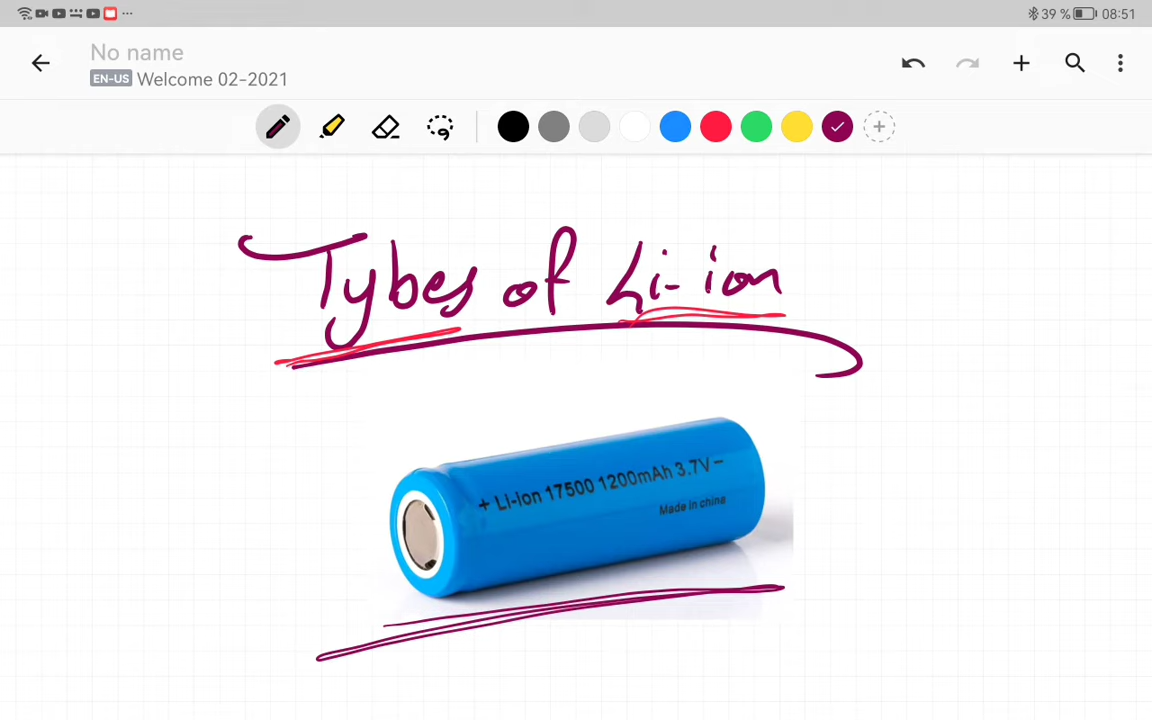 39 % 08:51
No name
EN-US Welcome 02-2021
Tybes of Li-ion
+ Li-ion 17500 1200mAh 3.7V −
Made in china